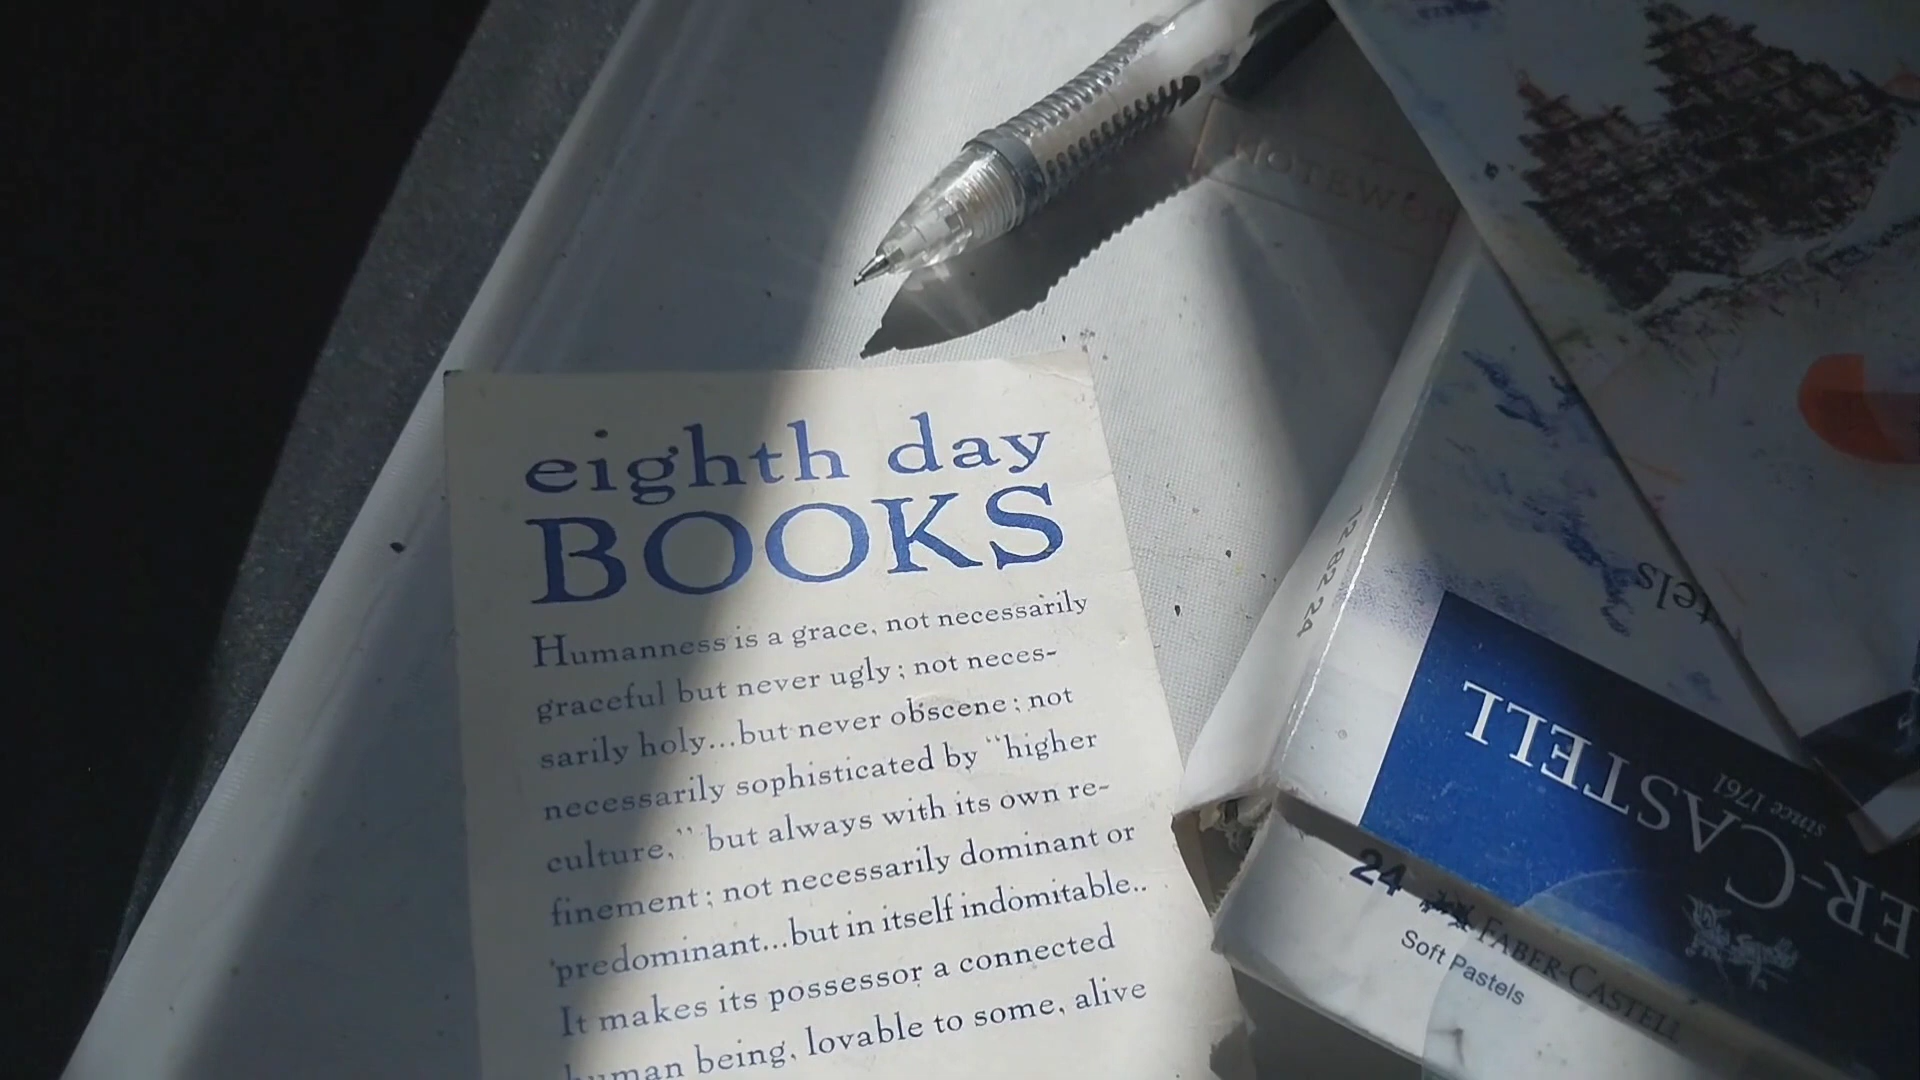 NOTEWO
eighth day
BOOKS
Humanness is a grace, not necessarily
graceful but never ugly; not neces-
sarily holy...but never obscene; not
necessarily sophisticated by "higher
culture," but always with its own re-
finement; not necessarily dominant or
predominant...but in itself indomitable..
It makes its possessor a connected
human being, lovable to some, alive
12 82 24
tels
ER-CASTELL
since 1761
24 FABER-CASTELL
Soft Pastels